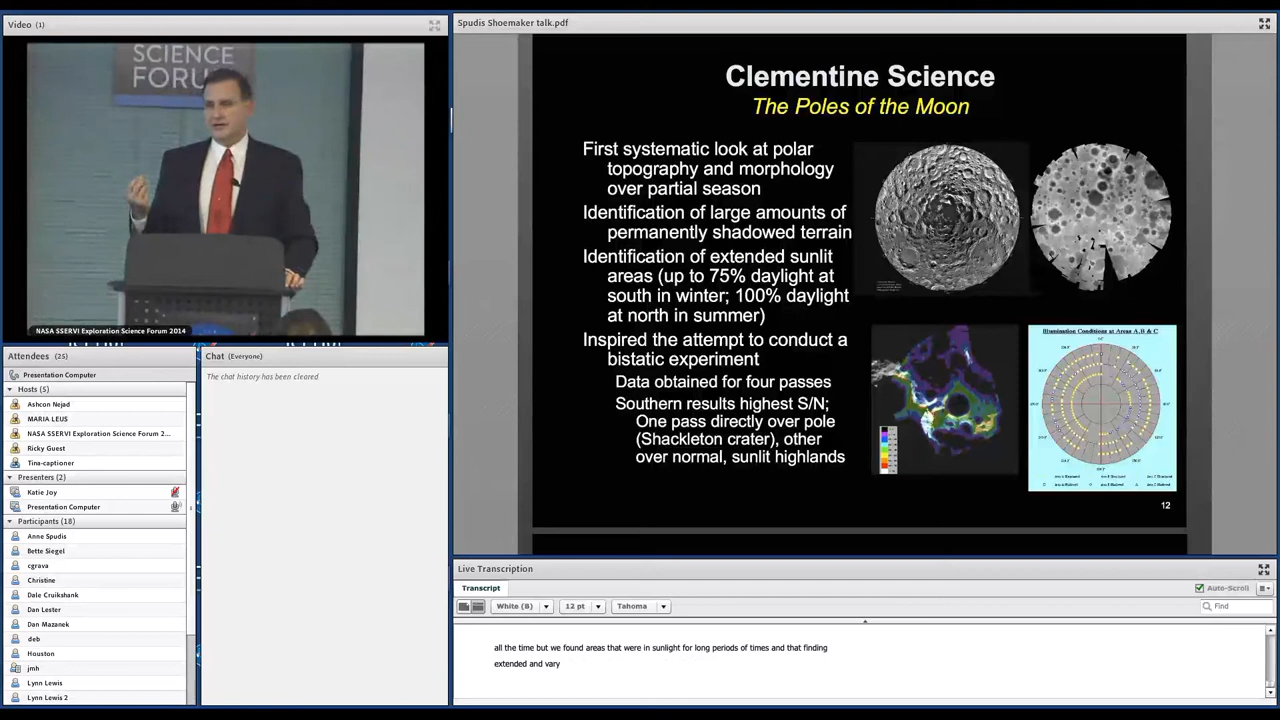 Video (1)
SCIENCE
FORUM
NASA SSERVI Exploration Science Forum 2014
Attendees (25)
Presentation Computer
Hosts (5)
Ashcon Nejad
MARIA LEUS
NASA SSERVI Exploration Science Forum 2...
Ricky Guest
Tina-captioner
Presenters (2)
Katie Joy
Presentation Computer
Participants (18)
Anne Spudis
Bette Siegel
cgrava
Christine
Dale Cruikshank
Dan Lester
Dan Mazanek
deb
Houston
jmh
Lynn Lewis
Lynn Lewis 2
Chat (Everyone)
The chat history has been cleared
Spudis Shoemaker talk.pdf
Clementine Science
The Poles of the Moon
First systematic look at polar
topography and morphology
over partial season
Identification of large amounts of
permanently shadowed terrain
Identification of extended sunlit
areas (up to 75% daylight at
south in winter; 100% daylight
at north in summer)
Inspired the attempt to conduct a
bistatic experiment
Data obtained for four passes
Southern results highest S/N;
One pass directly over pole
(Shackleton crater), other
over normal, sunlit highlands
Illumination Conditions at Areas A,B & C
12
Live Transcription
Transcript
Auto-Scroll
White (B)
12 pt
Tahoma
Find
all the time but we found areas that were in sunlight for long periods of times and that finding
extended and vary